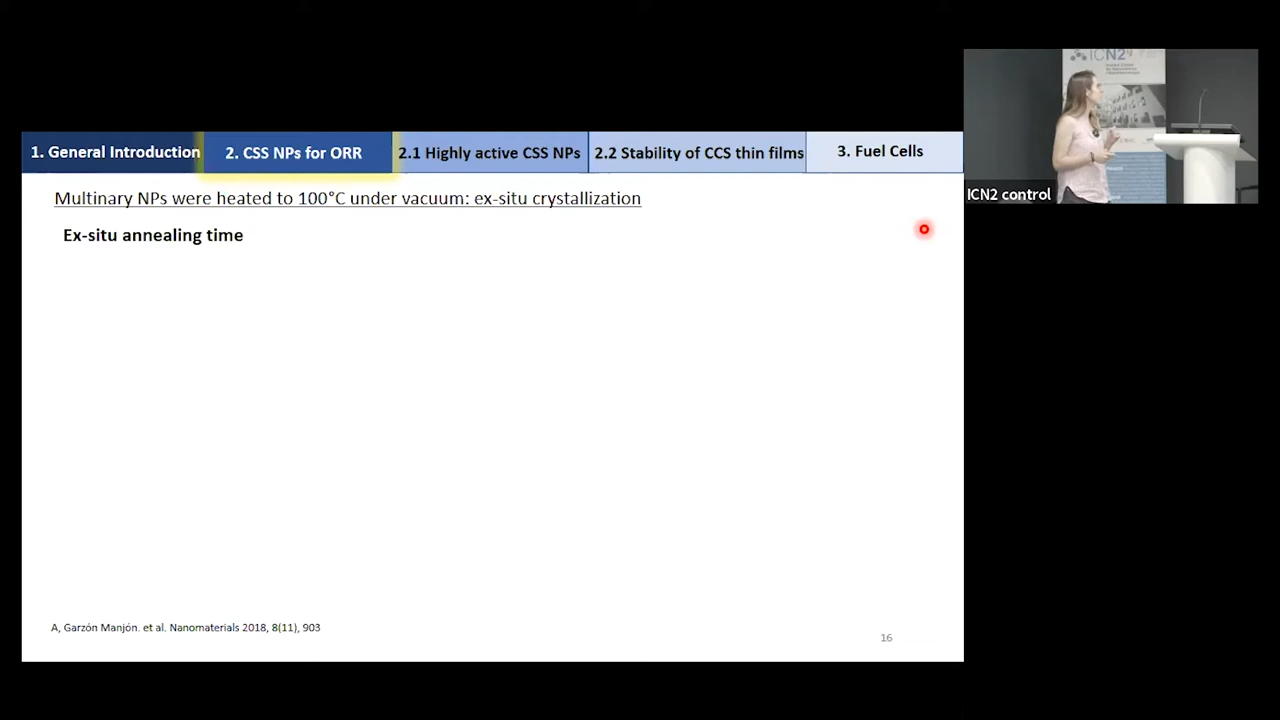 1. General Introduction
2. CSS NPs for ORR
2.1 Highly active CSS NPs
2.2 Stability of CCS thin films
3. Fuel Cells
Multinary NPs were heated to 100°C under vacuum: ex-situ crystallization
Ex-situ annealing time
A, Garzón Manjón. et al. Nanomaterials 2018, 8(11), 903
16
ICN2
ICN2 control